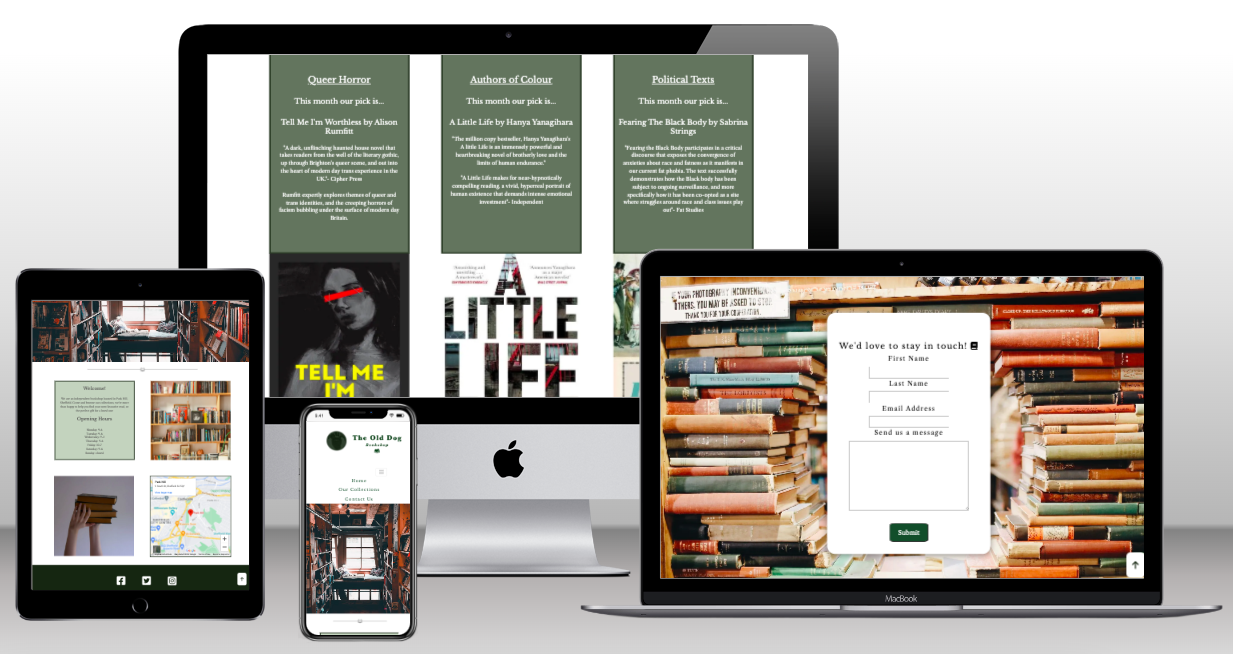 Queer Horror
This month our pick is...
Tell Me I'm Worthless by Alison
Rumfitt
"A dark, unflinching haunted house novel that
takes readers from the well of the literary gothic,
up through Brighton's queer scene, and out into
the heart of modern day trans experience in the
UK."- Cipher Press
Rumfitt expertly explores themes of queer and
trans identities, and the creeping horrors of
facism bubbling under the surface of modern day
Britain.
TELL ME
I'M
Authors of Colour
This month our pick is...
A Little Life by Hanya Yanagihara
"The million copy bestseller, Hanya Yanagihara's
A little Life is an immensely powerful and
heartbreaking novel of brotherly love and the
limits of human endurance."
"A Little Life makes for near-hypnotically
compelling reading, a vivid, hyperreal portrait of
human existence that demands intense emotional
investment"- Independent
A
LITTLE
LIFE
Political Texts
This month our pick is...
Fearing The Black Body by Sabrina
Strings
"Fearing the Black Body participates in a critical
discourse that exposes the convergence of
anxieties about race and fatness as it manifests in
our current fat phobia. The text successfully
demonstrates how the Black body has been
subject to ongoing surveillance, and more
specifically how it has been co-opted as a site
where struggles around race and class issues play
out"- Fat Studies
Welcome!
Opening Hours
9:41
The Old Dog
Bookshop
Home
Our Collections
Contact Us
IF YOUR PHOTOGRAPHY INCONVENIENCES
OTHERS, YOU MAY BE ASKED TO STOP
THANK YOU FOR YOUR COOPERATION.
We'd love to stay in touch!
First Name
Last Name
Email Address
Send us a message
Submit
MacBook